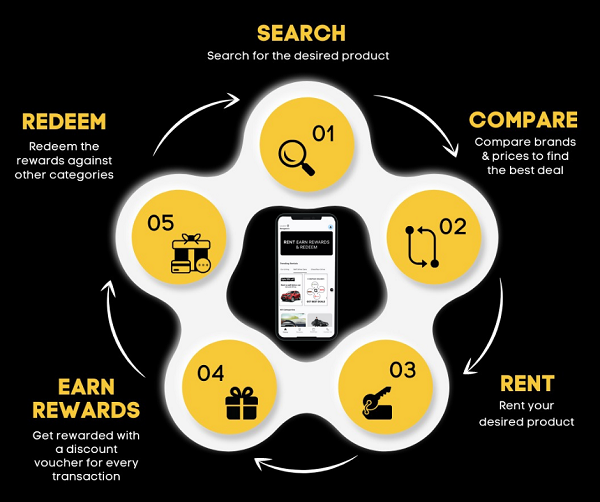 SEARCH
Search for the desired product
01
COMPARE
Compare brands
& prices to find
the best deal
02
RENT
Rent your
desired product
03
EARN
REWARDS
Get rewarded with
a discount
voucher for every
transaction
04
REDEEM
Redeem the
rewards against
other categories
05
RENT EARN REWARDS
& REDEEM